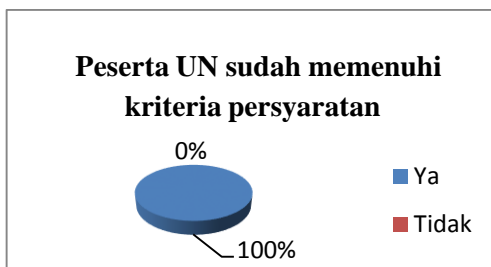 Peserta UN sudah memenuhi
kriteria persyaratan
0%
Ya
Tidak
100%